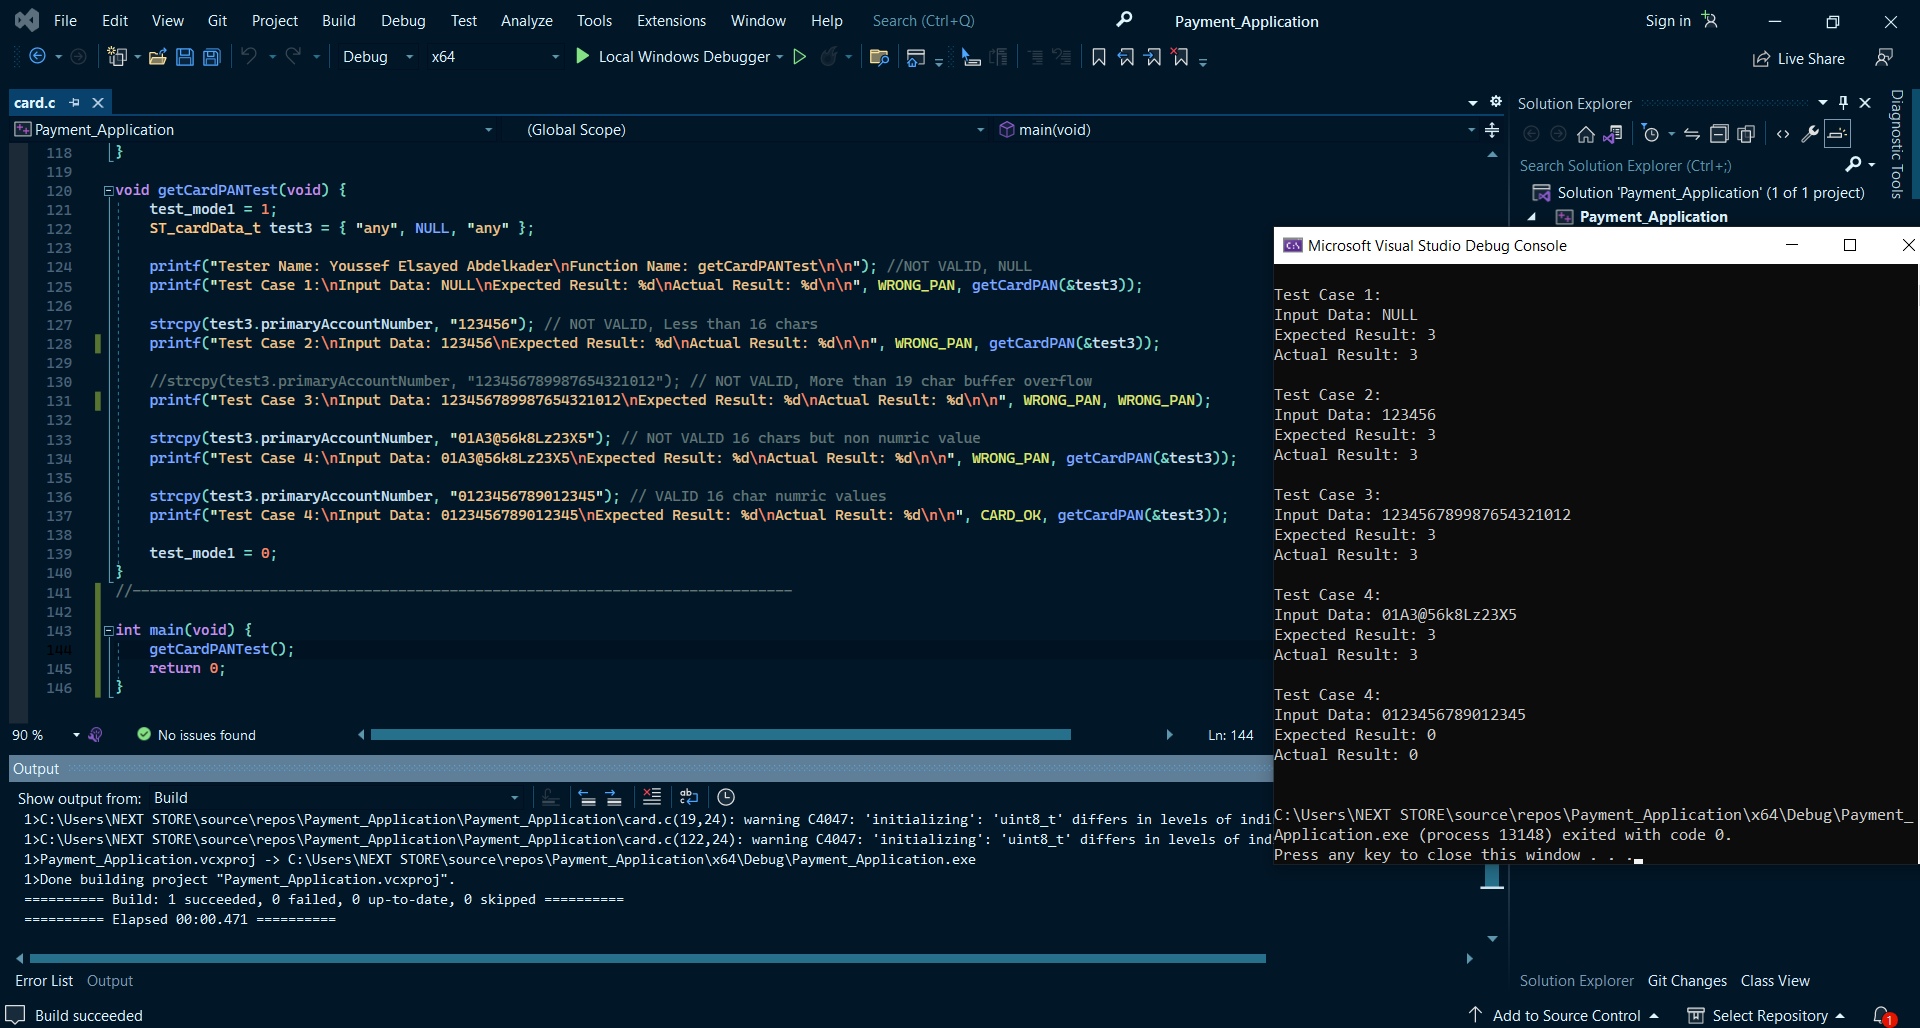 File Edit View Git Project Build Debug Test Analyze Tools Extensions Window Help Search (Ctrl+Q) Payment_Application Sign in
Debug x64 Local Windows Debugger Live Share
card.c
Payment_Application (Global Scope) main(void)
118 }
119
120 void getCardPANTest(void) {
121 test_mode1 = 1;
122 ST_cardData_t test3 = { "any", NULL, "any" };
123
124 printf("Tester Name: Youssef Elsayed Abdelkader\nFunction Name: getCardPANTest\n\n"); //NOT VALID, NULL
125 printf("Test Case 1:\nInput Data: NULL\nExpected Result: %d\nActual Result: %d\n\n", WRONG_PAN, getCardPAN(&test3));
126
127 strcpy(test3.primaryAccountNumber, "123456"); // NOT VALID, Less than 16 chars
128 printf("Test Case 2:\nInput Data: 123456\nExpected Result: %d\nActual Result: %d\n\n", WRONG_PAN, getCardPAN(&test3));
129
130 //strcpy(test3.primaryAccountNumber, "123456789987654321012"); // NOT VALID, More than 19 char buffer overflow
131 printf("Test Case 3:\nInput Data: 123456789987654321012\nExpected Result: %d\nActual Result: %d\n\n", WRONG_PAN, WRONG_PAN);
132
133 strcpy(test3.primaryAccountNumber, "01A3@56k8Lz23X5"); // NOT VALID 16 chars but non numric value
134 printf("Test Case 4:\nInput Data: 01A3@56k8Lz23X5\nExpected Result: %d\nActual Result: %d\n\n", WRONG_PAN, getCardPAN(&test3));
135
136 strcpy(test3.primaryAccountNumber, "0123456789012345"); // VALID 16 char numric values
137 printf("Test Case 4:\nInput Data: 0123456789012345\nExpected Result: %d\nActual Result: %d\n\n", CARD_OK, getCardPAN(&test3));
138
139 test_mode1 = 0;
140 }
141 //-----------------------------------------------------------------------------
142
143 int main(void) {
144 getCardPANTest();
145 return 0;
146 }
90 % No issues found Ln: 144
Output
Show output from: Build
1>C:\Users\NEXT STORE\source\repos\Payment_Application\Payment_Application\card.c(19,24): warning C4047: 'initializing': 'uint8_t' differs in levels of indi
1>C:\Users\NEXT STORE\source\repos\Payment_Application\Payment_Application\card.c(122,24): warning C4047: 'initializing': 'uint8_t' differs in levels of ind
1>Payment_Application.vcxproj -> C:\Users\NEXT STORE\source\repos\Payment_Application\x64\Debug\Payment_Application.exe
1>Done building project "Payment_Application.vcxproj".
========== Build: 1 succeeded, 0 failed, 0 up-to-date, 0 skipped ==========
========== Elapsed 00:00.471 ==========
Error List Output
Build succeeded
Solution Explorer
Search Solution Explorer (Ctrl+;)
Solution 'Payment_Application' (1 of 1 project)
Payment_Application
Diagnostic Tools
Microsoft Visual Studio Debug Console
Test Case 1:
Input Data: NULL
Expected Result: 3
Actual Result: 3
Test Case 2:
Input Data: 123456
Expected Result: 3
Actual Result: 3
Test Case 3:
Input Data: 123456789987654321012
Expected Result: 3
Actual Result: 3
Test Case 4:
Input Data: 01A3@56k8Lz23X5
Expected Result: 3
Actual Result: 3
Test Case 4:
Input Data: 0123456789012345
Expected Result: 0
Actual Result: 0
C:\Users\NEXT STORE\source\repos\Payment_Application\x64\Debug\Payment_
Application.exe (process 13148) exited with code 0.
Press any key to close this window . . .
Solution Explorer Git Changes Class View
Add to Source Control Select Repository 1